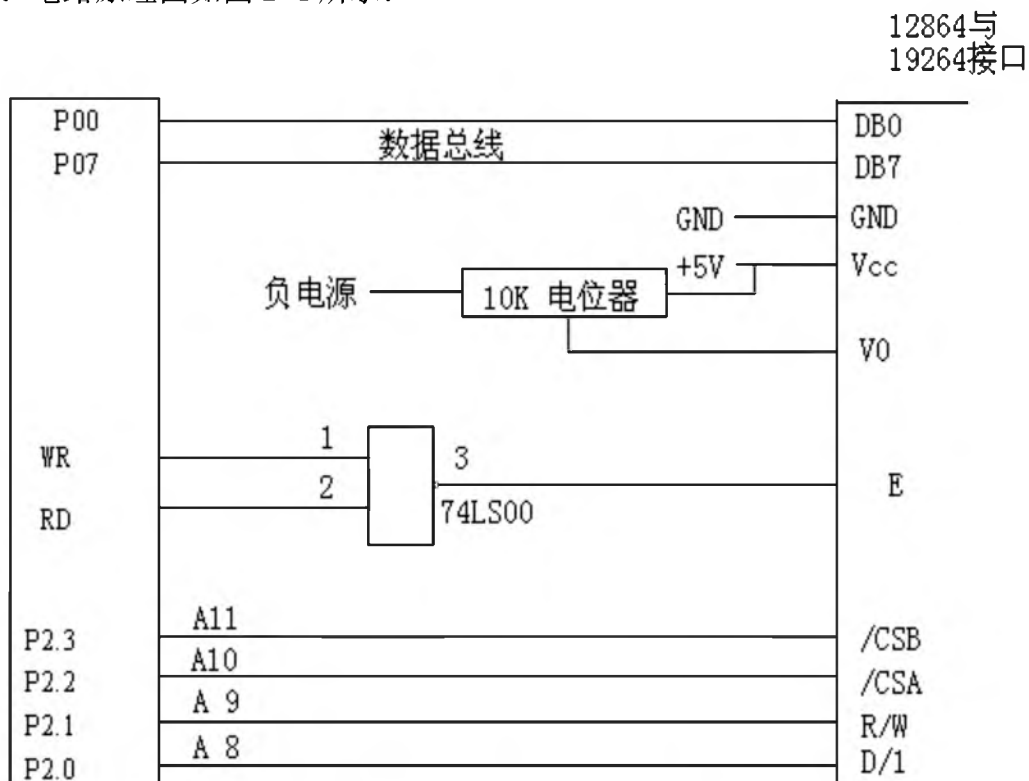 12864与
19264接口
P00
数据总线
DB0
P07
DB7
GND
GND
+5V
Vcc
负电源
10K 电位器
V0
WR
1
3
E
RD
2
74LS00
A11
P2.3
/CSB
A10
P2.2
/CSA
A 9
P2.1
R/W
A 8
P2.0
D/1